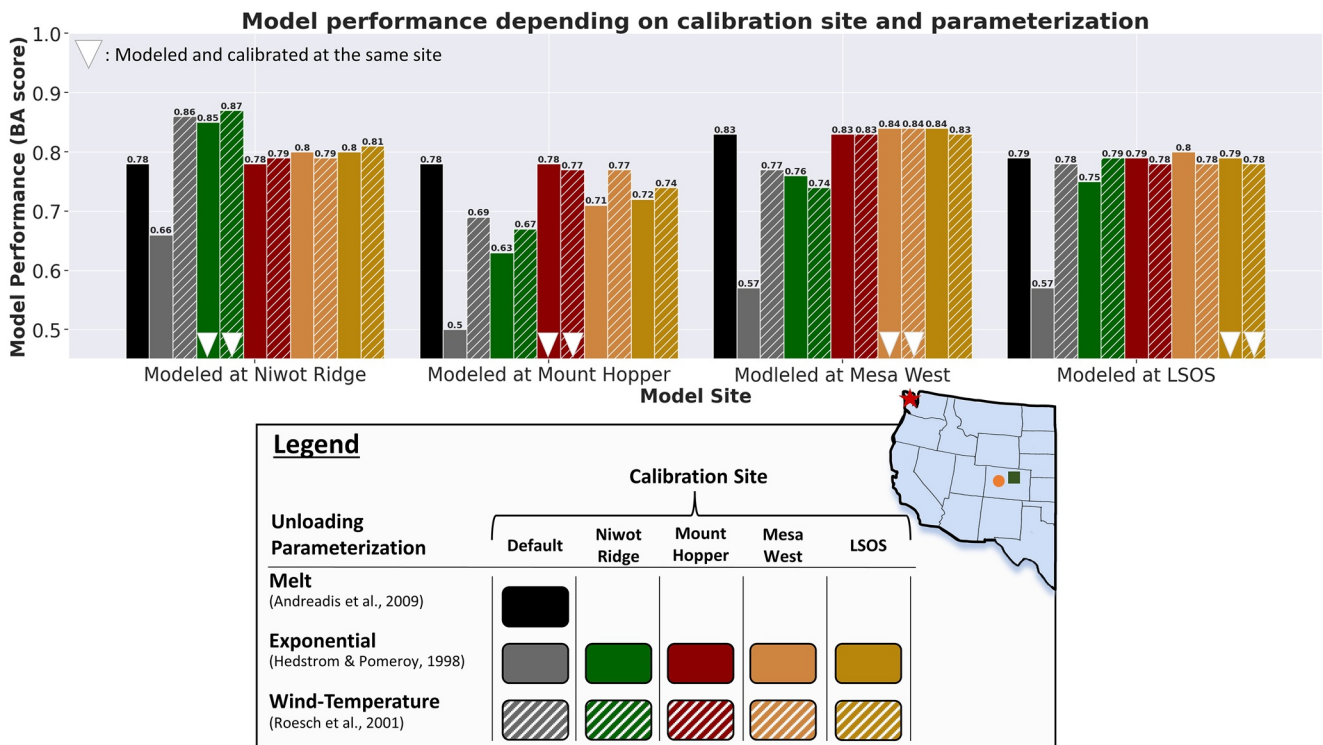 Model performance depending on calibration site and parameterization
Model Performance (BA score)
1.0
0.9
0.8
0.7
0.6
0.5
: Modeled and calibrated at the same site
0.78 0.66 0.86 0.85 0.87 0.78 0.79 0.8 0.79 0.8 0.81
0.78 0.5 0.69 0.63 0.67 0.78 0.77 0.71 0.77 0.72 0.74
0.83 0.57 0.77 0.76 0.74 0.83 0.83 0.84 0.84 0.84 0.83
0.79 0.57 0.78 0.75 0.79 0.79 0.78 0.8 0.78 0.79 0.78
Modeled at Niwot Ridge Modeled at Mount Hopper Modleled at Mesa West Modeled at LSOS
Model Site
Legend
Calibration Site
Unloading
Parameterization
Default
Niwot
Ridge
Mount
Hopper
Mesa
West
LSOS
Melt
(Andreadis et al., 2009)
Exponential
(Hedstrom & Pomeroy, 1998)
Wind-Temperature
(Roesch et al., 2001)